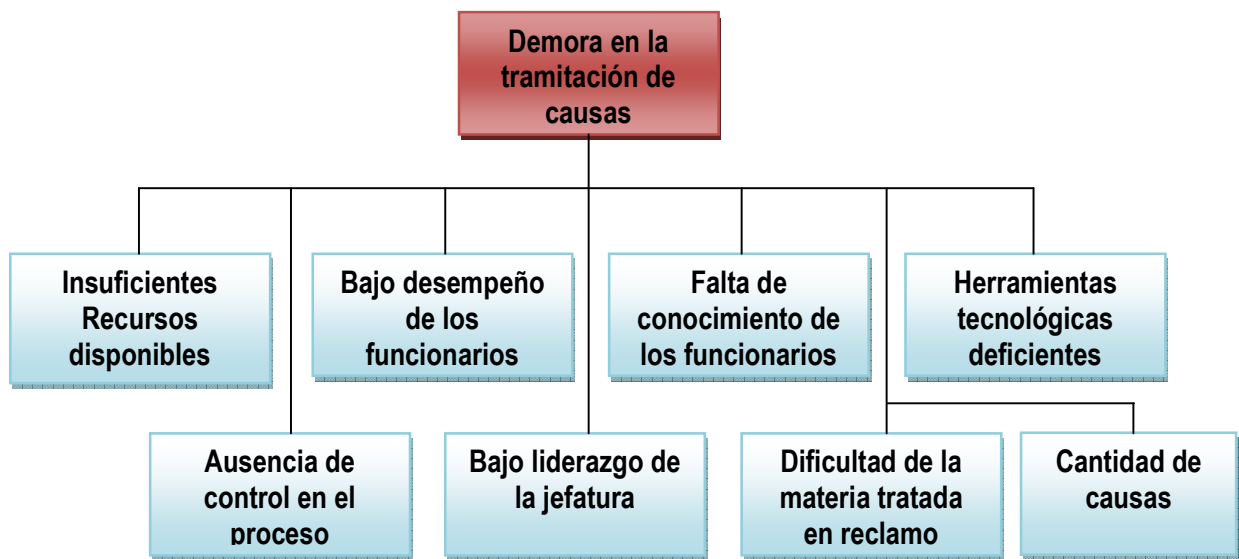 Demora en la
tramitación de
causas
Insuficientes
Recursos
disponibles
Bajo desempeño
de los
funcionarios
Falta de
conocimiento de
los funcionarios
Herramientas
tecnológicas
deficientes
Ausencia de
control en el
proceso
Bajo liderazgo de
la jefatura
Dificultad de la
materia tratada
en reclamo
Cantidad de
causas